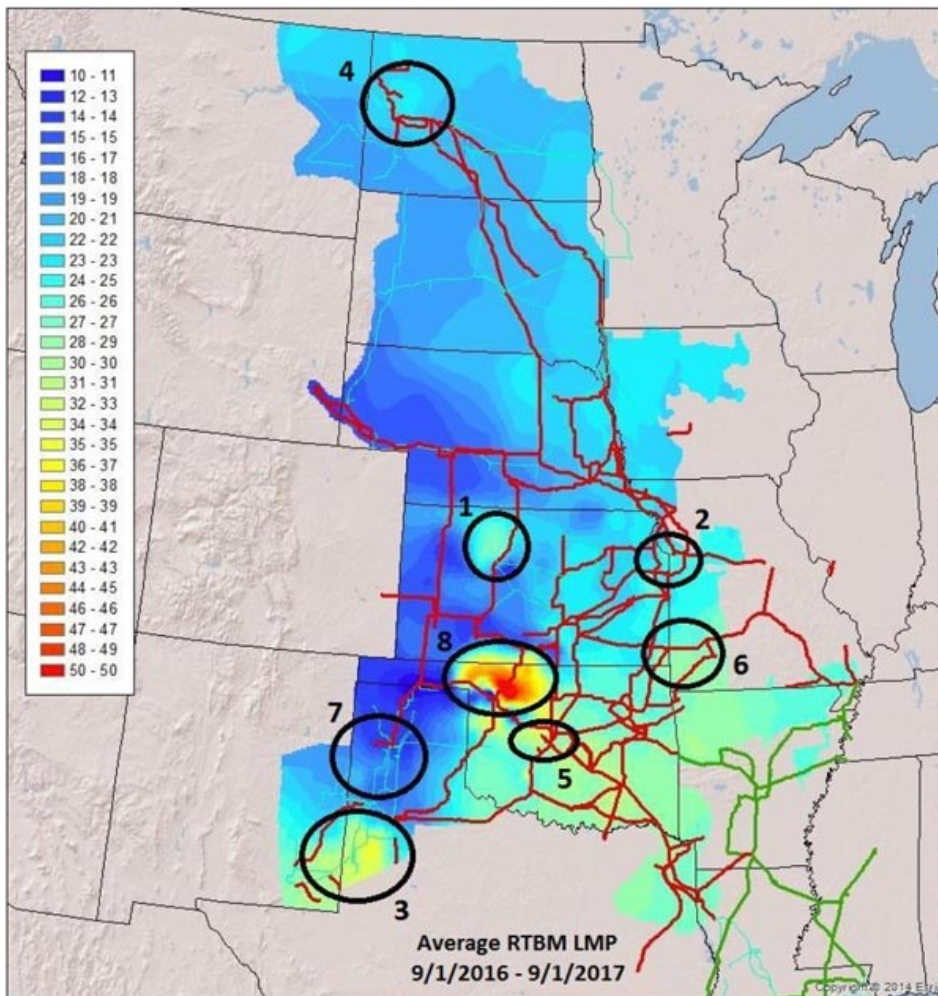 10 - 11
12 - 13
14 - 14
15 - 15
16 - 17
18 - 18
19 - 19
20 - 21
22 - 22
23 - 23
24 - 25
26 - 26
27 - 27
28 - 29
30 - 30
31 - 31
32 - 33
34 - 34
35 - 35
36 - 37
38 - 38
39 - 39
40 - 41
42 - 42
43 - 43
44 - 45
46 - 46
47 - 47
48 - 49
50 - 50
4
1
2
8
6
7
5
3
Average RTBM LMP
9/1/2016 - 9/1/2017
Copyright © 2014 Esri